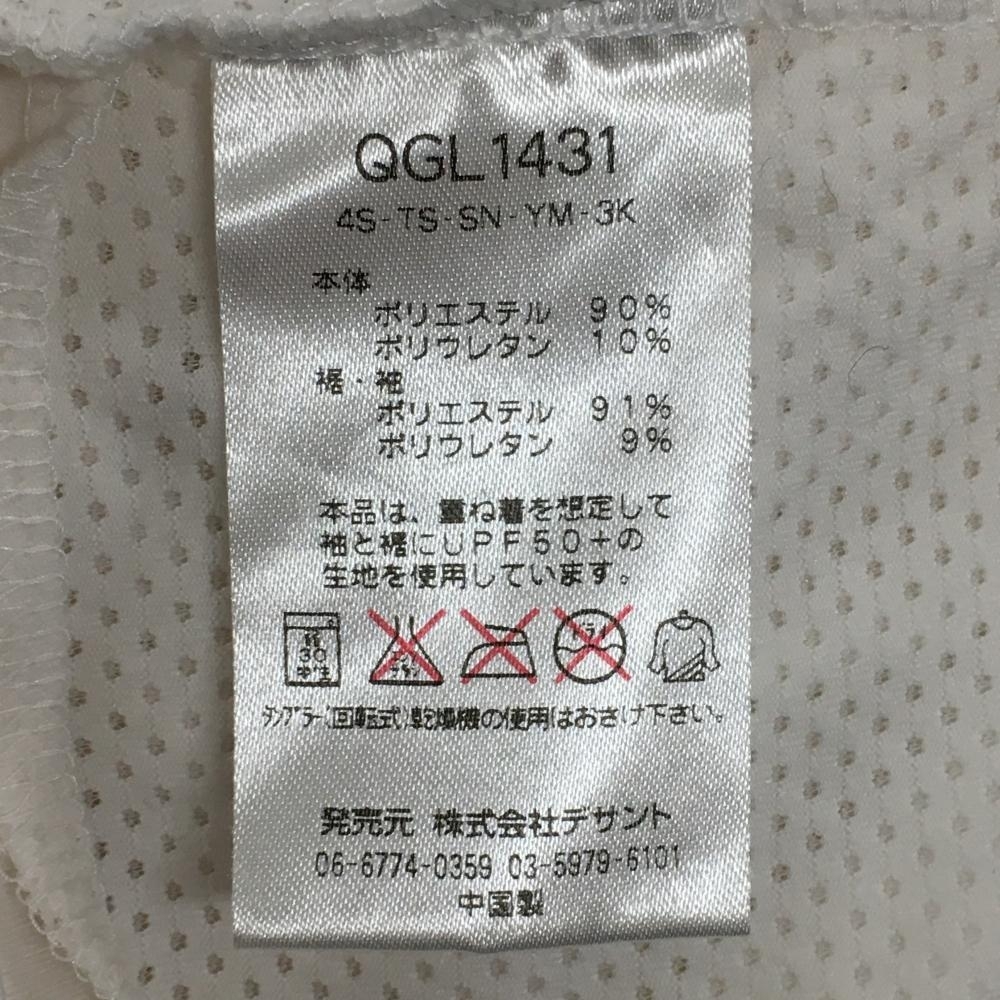 QGL1431
4S-TS-SN-YM-3K
本体
ポリエステル 90%
ポリウレタン 10%
裾・袖
ポリエステル 91%
ポリウレタン 9%
本品は、重ね着を想定して
袖と裾にUPF50+の
生地を使用しています。
30
中性
タンブラー(回転式)乾燥機の使用はおさけ下さい。
発売元 株式会社デサント
06-6774-0359 03-5979-6101
中国製